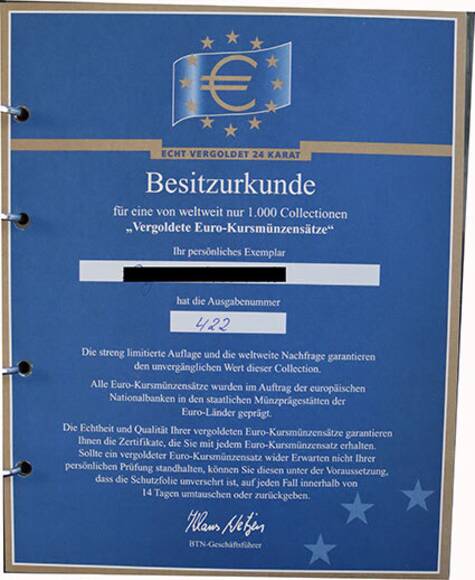 €
ECHT VERGOLDET 24 KARAT
Besitzurkunde
für eine von weltweit nur 1.000 Collectionen
„Vergoldete Euro-Kursmünzensätze“
Ihr persönliches Exemplar
hat die Ausgabenummer
422
Die streng limitierte Auflage und die weltweite Nachfrage garantieren
den unvergänglichen Wert dieser Collection.
Alle Euro-Kursmünzensätze wurden im Auftrag der europäischen
Nationalbanken in den staatlichen Münzprägestätten der
Euro-Länder geprägt.
Die Echtheit und Qualität Ihrer vergoldeten Euro-Kursmünzensätze garantieren
Ihnen die Zertifikate, die Sie mit jedem Euro-Kursmünzensatz erhalten.
Sollte ein vergoldeter Euro-Kursmünzensatz wider Erwarten nicht Ihrer
persönlichen Prüfung standhalten, können Sie diesen unter der Voraussetzung,
dass die Schutzfolie unversehrt ist, auf jeden Fall innerhalb von
14 Tagen umtauschen oder zurückgeben.
Klaus
BTN-Geschäftsführer